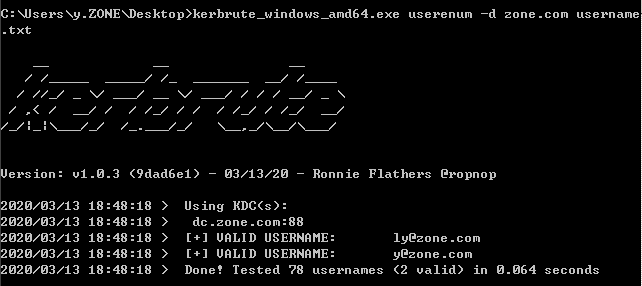 C:\Users\y.ZONE\Desktop>kerbrute_windows_amd64.exe userenum -d zone.com username
.txt
kerbrute
Version: v1.0.3 (9dad6e1) - 03/13/20 - Ronnie Flathers @ropnop
2020/03/13 18:48:18 >  Using KDC(s):
2020/03/13 18:48:18 >   dc.zone.com:88
2020/03/13 18:48:18 >  [+] VALID USERNAME:       ly@zone.com
2020/03/13 18:48:18 >  [+] VALID USERNAME:       y@zone.com
2020/03/13 18:48:18 >  Done! Tested 78 usernames (2 valid) in 0.064 seconds